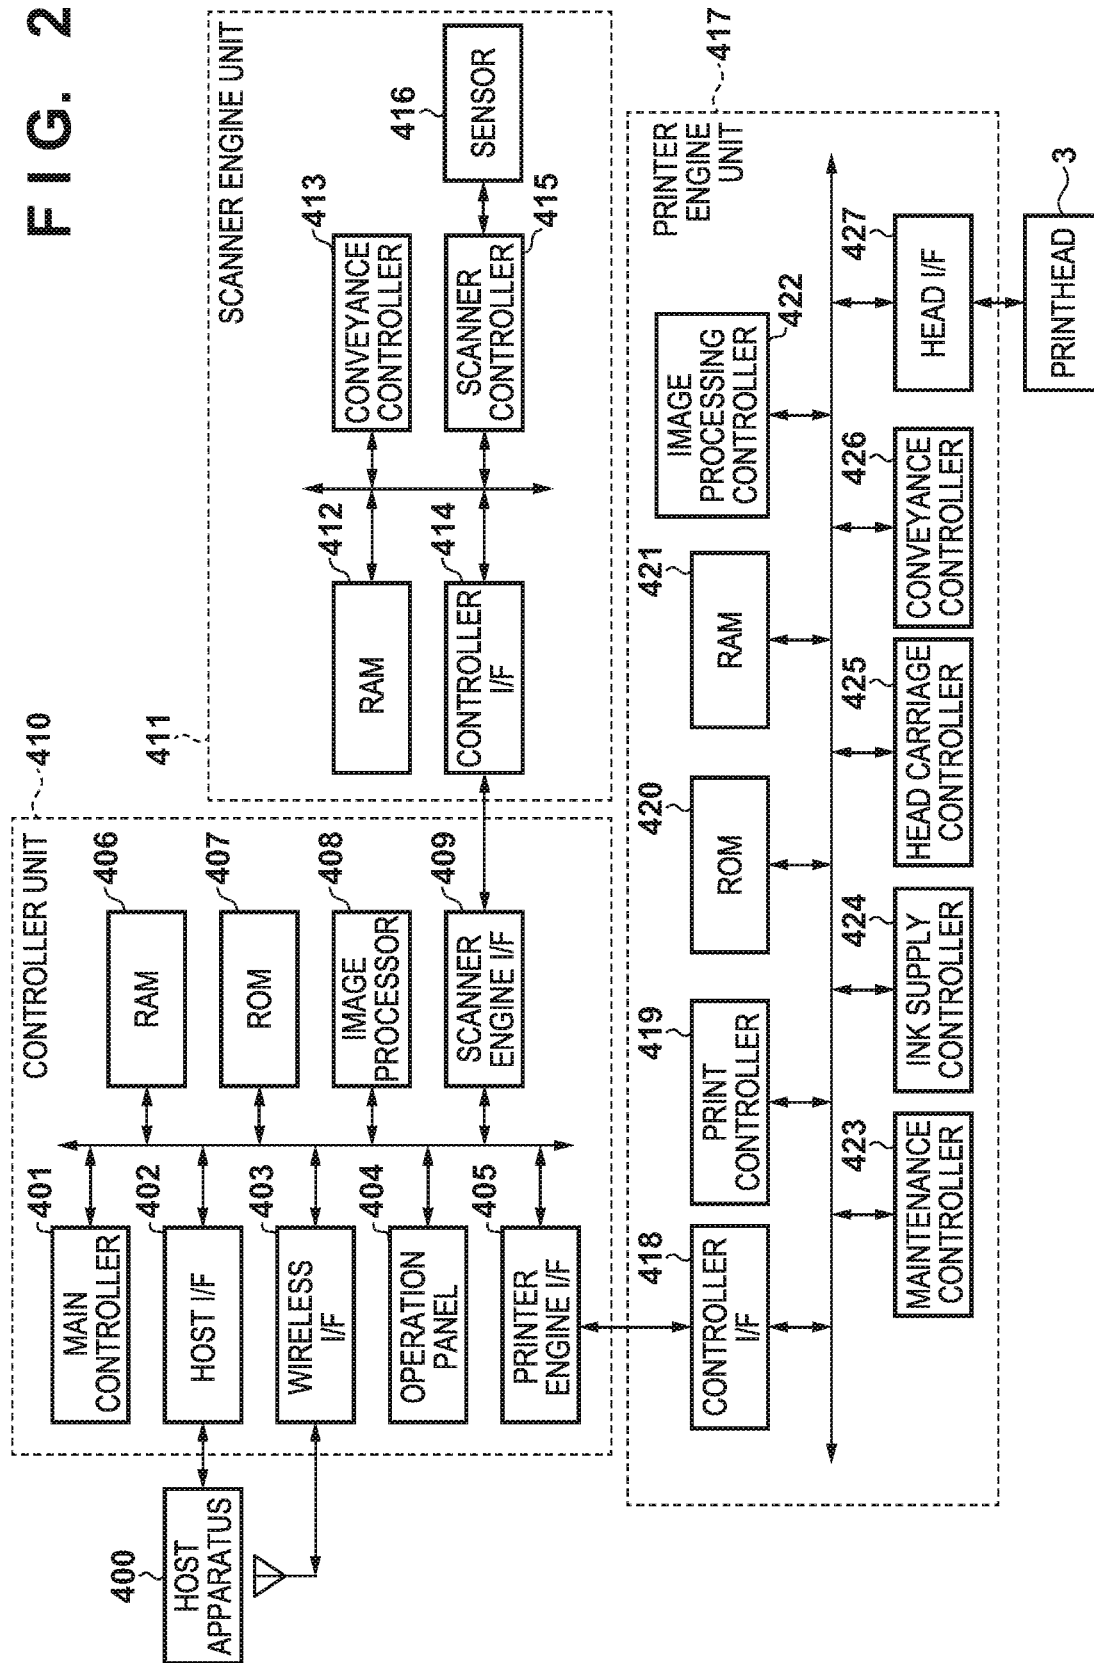 FIG. 2
CONTROLLER UNIT
410
400
HOST
APPARATUS
401
MAIN
CONTROLLER
402
HOST I/F
403
WIRELESS
I/F
404
OPERATION
PANEL
405
PRINTER
ENGINE I/F
406
RAM
407
ROM
408
IMAGE
PROCESSOR
409
SCANNER
ENGINE I/F
411
SCANNER ENGINE UNIT
412
RAM
413
CONVEYANCE
CONTROLLER
414
CONTROLLER
I/F
415
SCANNER
CONTROLLER
416
SENSOR
417
PRINTER
ENGINE
UNIT
418
CONTROLLER
I/F
419
PRINT
CONTROLLER
420
ROM
421
RAM
422
IMAGE
PROCESSING
CONTROLLER
423
MAINTENANCE
CONTROLLER
424
INK SUPPLY
CONTROLLER
425
HEAD CARRIAGE
CONTROLLER
426
CONVEYANCE
CONTROLLER
427
HEAD I/F
3
PRINTHEAD